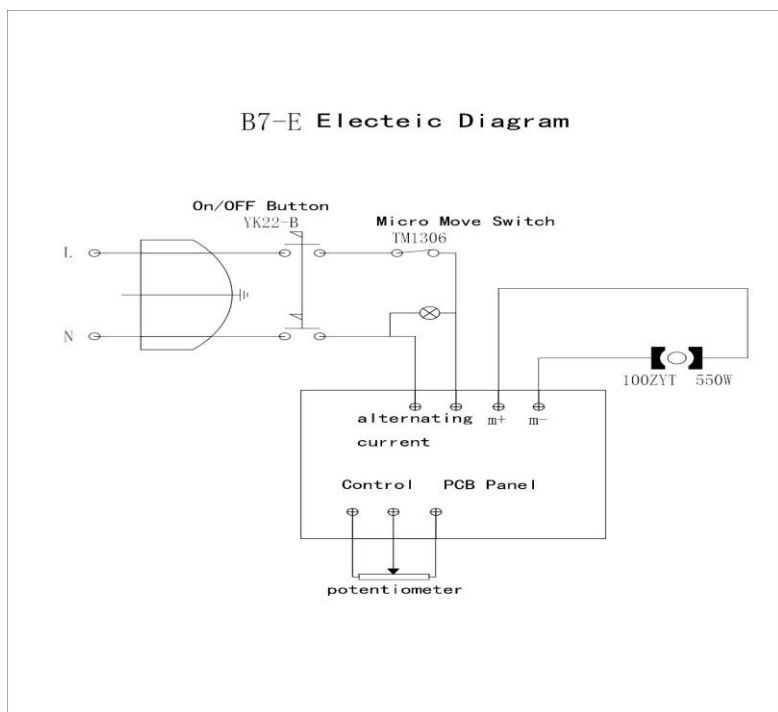 B7-E Electeic Diagram
On/OFF Button
YK22-B
Micro Move Switch
TM1306
L
N
100ZYT 550W
alternating m+ m-
current
Control PCB Panel
potentiometer